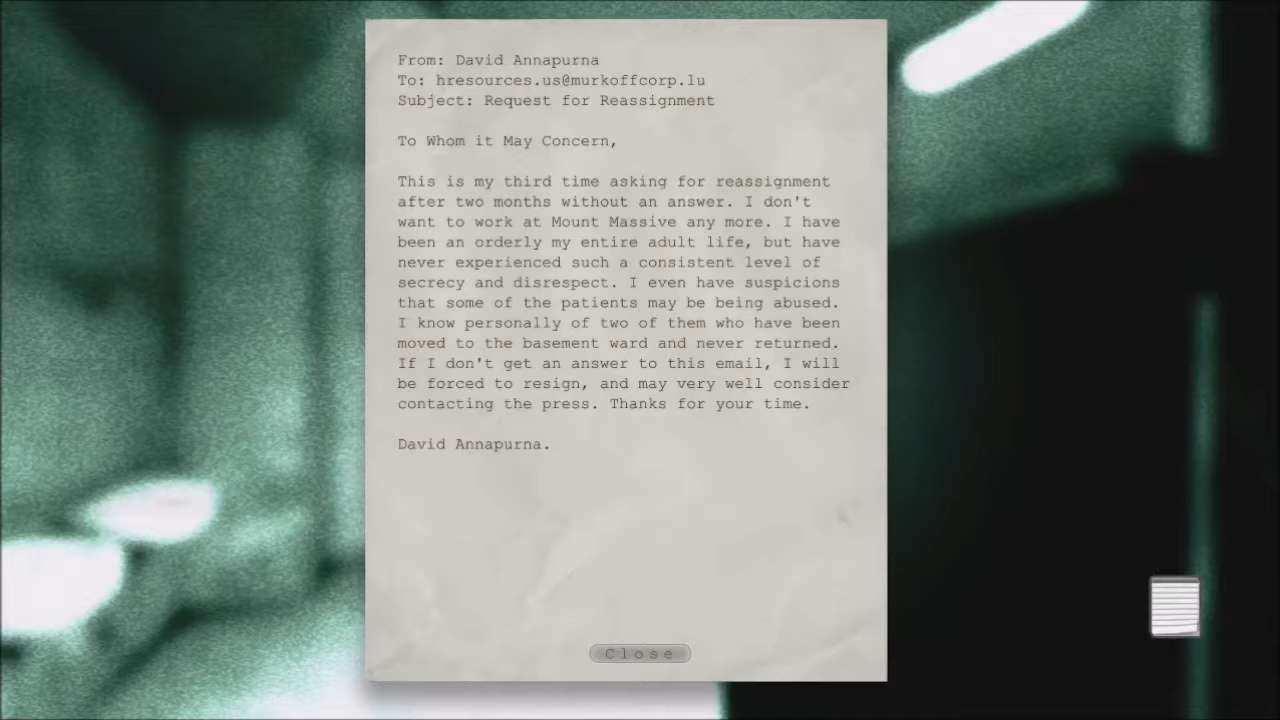 From: David Annapurna
To: hresources.us@murkoffcorp.lu
Subject: Request for Reassignment
To Whom it May Concern,
This is my third time asking for reassignment
after two months without an answer. I don't
want to work at Mount Massive any more. I have
been an orderly my entire adult life, but have
never experienced such a consistent level of
secrecy and disrespect. I even have suspicions
that some of the patients may be being abused.
I know personally of two of them who have been
moved to the basement ward and never returned.
If I don't get an answer to this email, I will
be forced to resign, and may very well consider
contacting the press. Thanks for your time.
David Annapurna.
Close